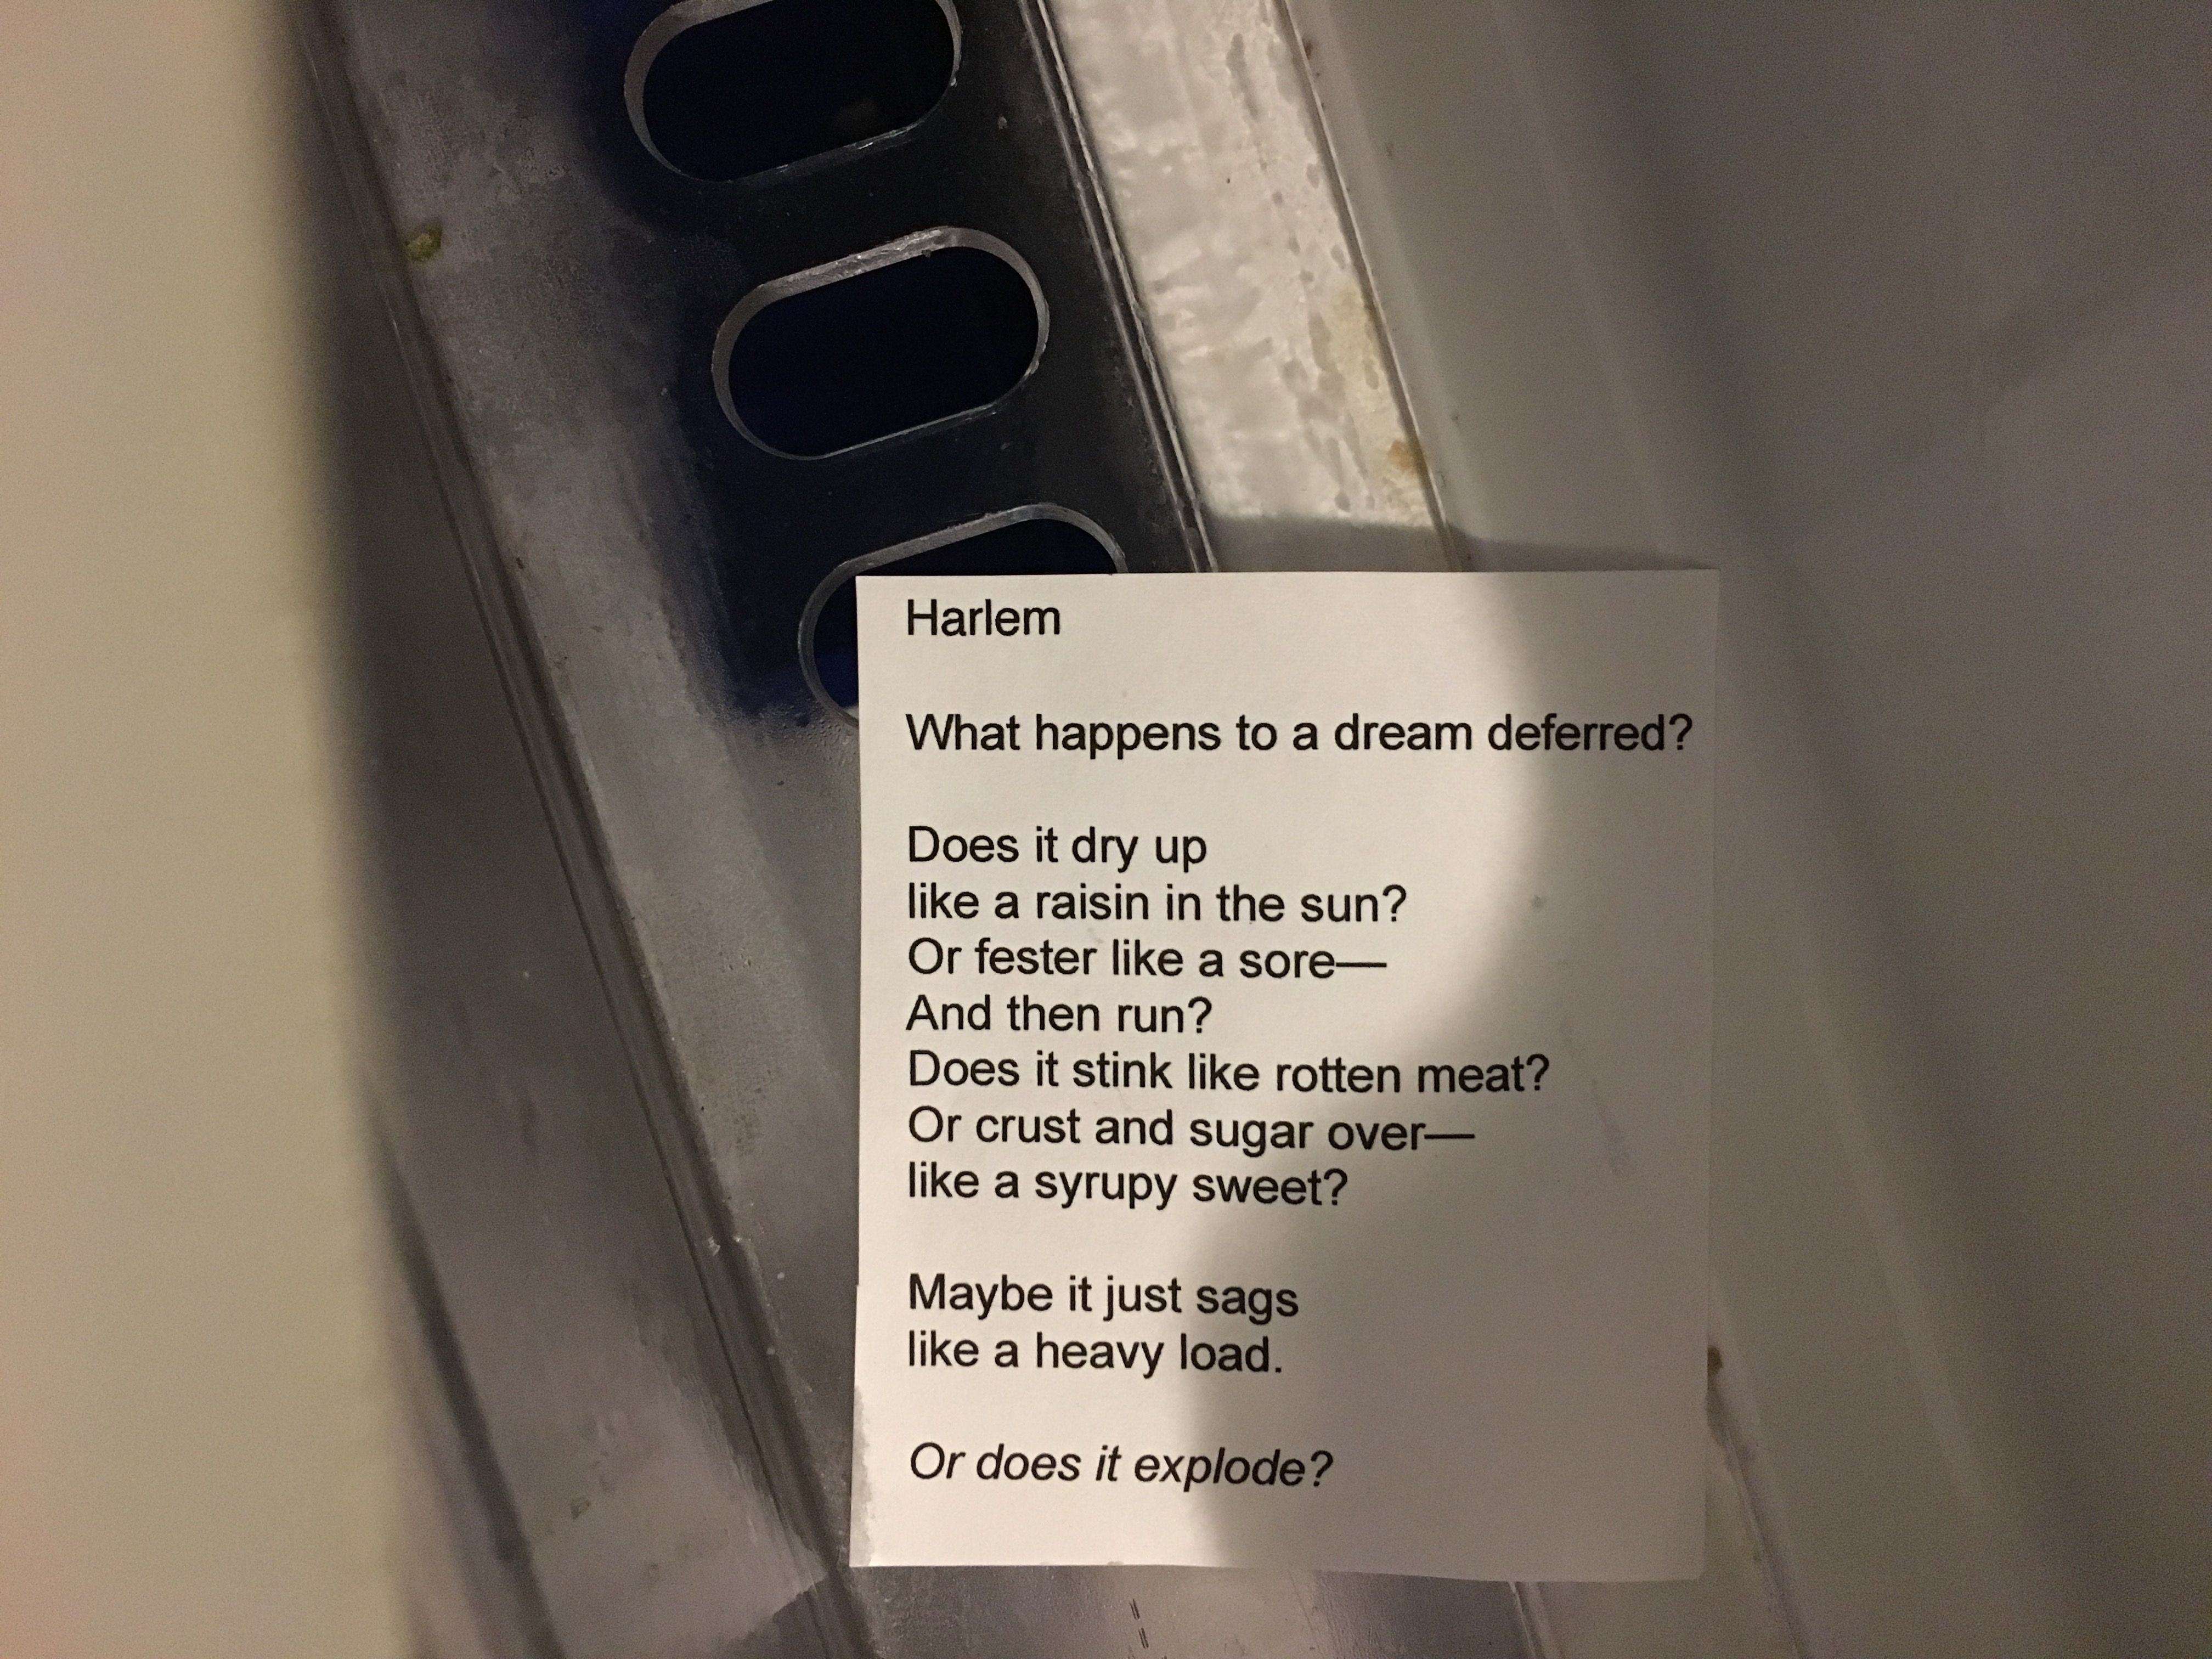 Harlem
What happens to a dream deferred?
Does it dry up
like a raisin in the sun?
Or fester like a sore—
And then run?
Does it stink like rotten meat?
Or crust and sugar over—
like a syrupy sweet?
Maybe it just sags
like a heavy load.
Or does it explode?